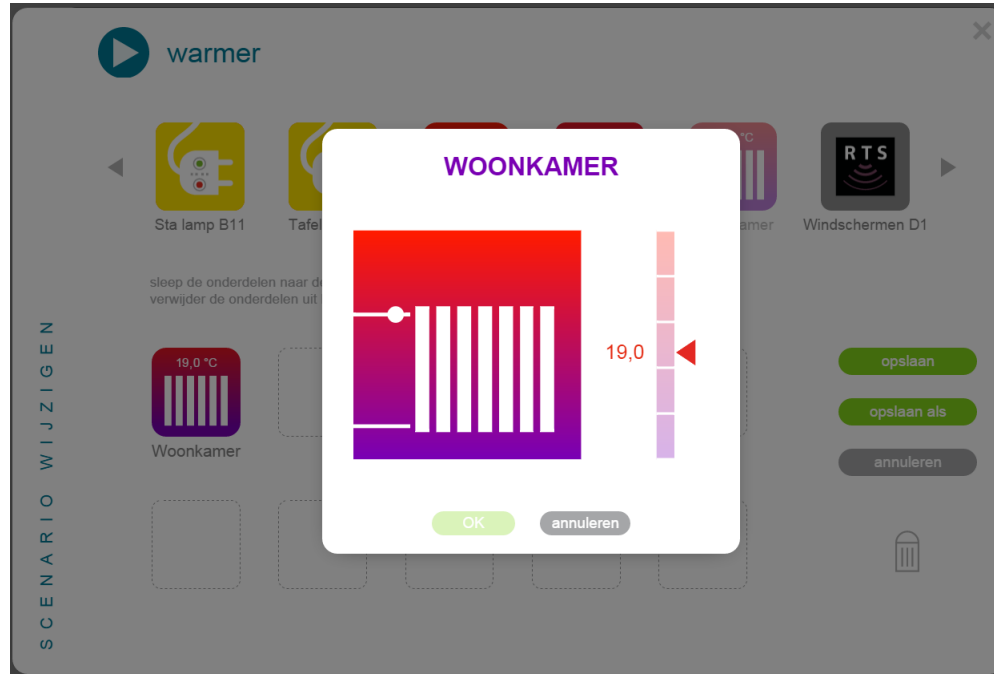 warmer
Sta lamp B11
Tafel
°C
amer
RTS
Windschermen D1
sleep de onderdelen naar de
verwijder de onderdelen uit
SCENARIO WIJZIGEN
19,0 °C
Woonkamer
WOONKAMER
19,0
OK
annuleren
opslaan
opslaan als
annuleren